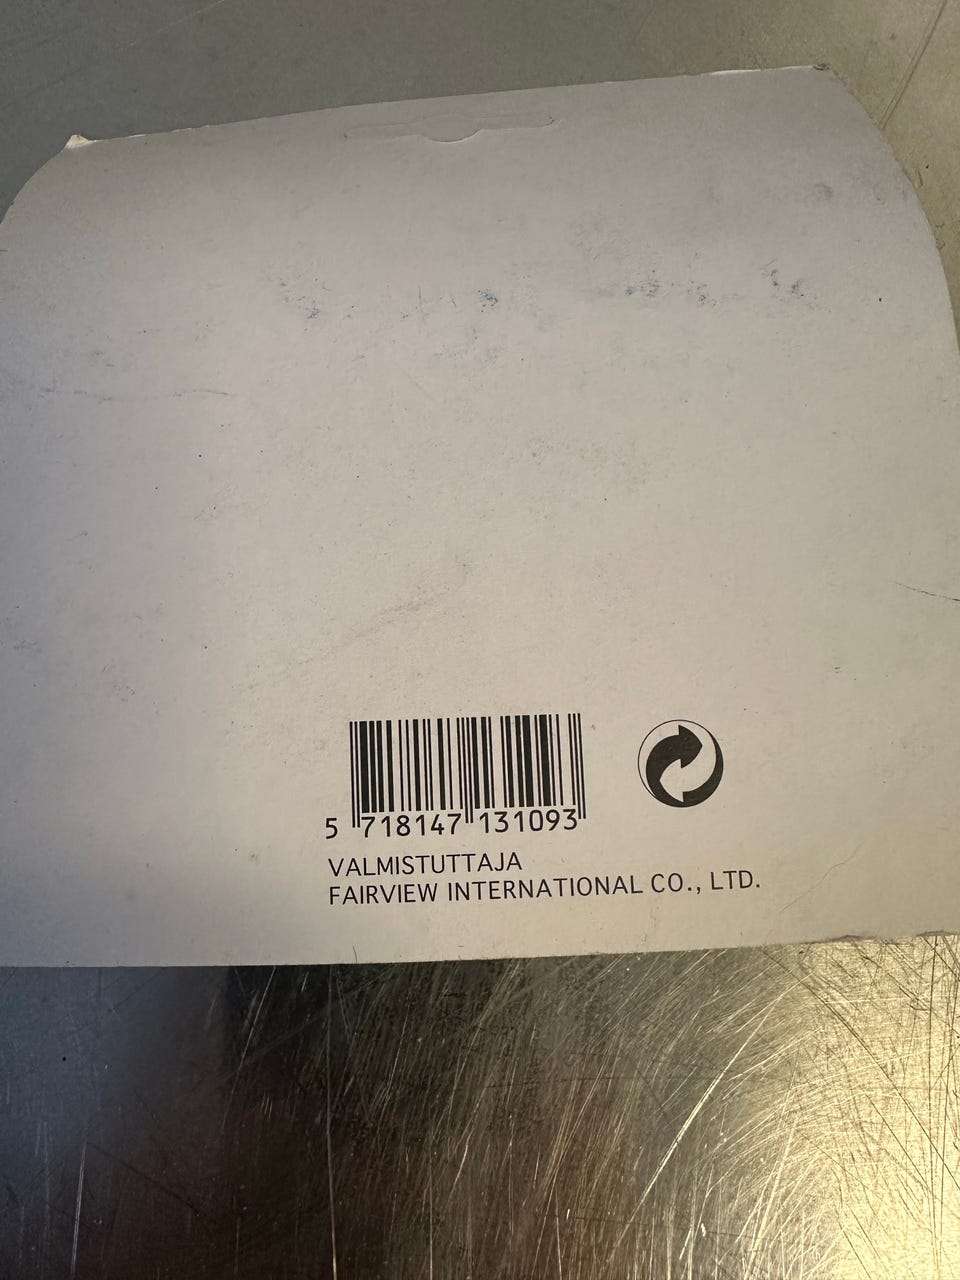 5 718147 131093
VALMISTUTTAJA
FAIRVIEW INTERNATIONAL CO., LTD.